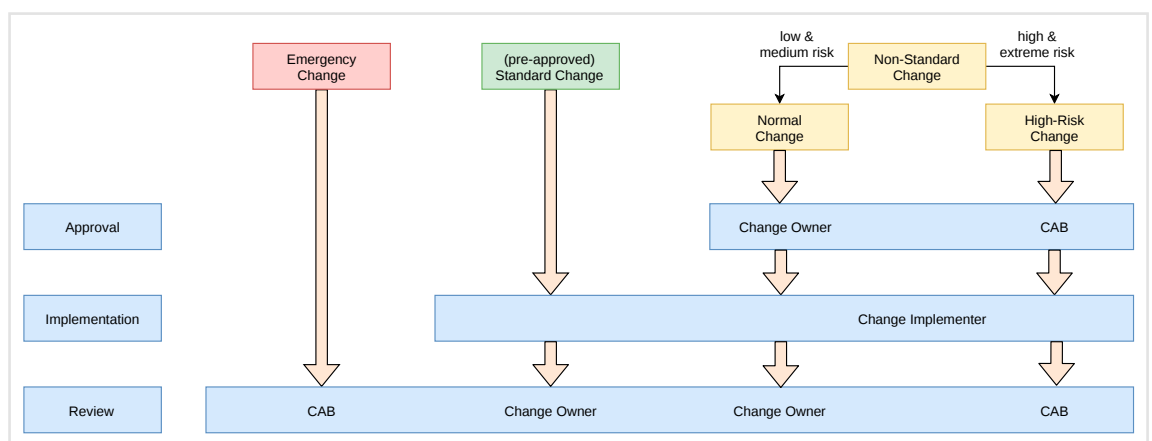 Emergency
Change
(pre-approved)
Standard Change
low &
medium risk
Non-Standard
Change
high &
extreme risk
Normal
Change
High-Risk
Change
Approval
Change Owner
CAB
Implementation
Change Implementer
Review
CAB
Change Owner
Change Owner
CAB